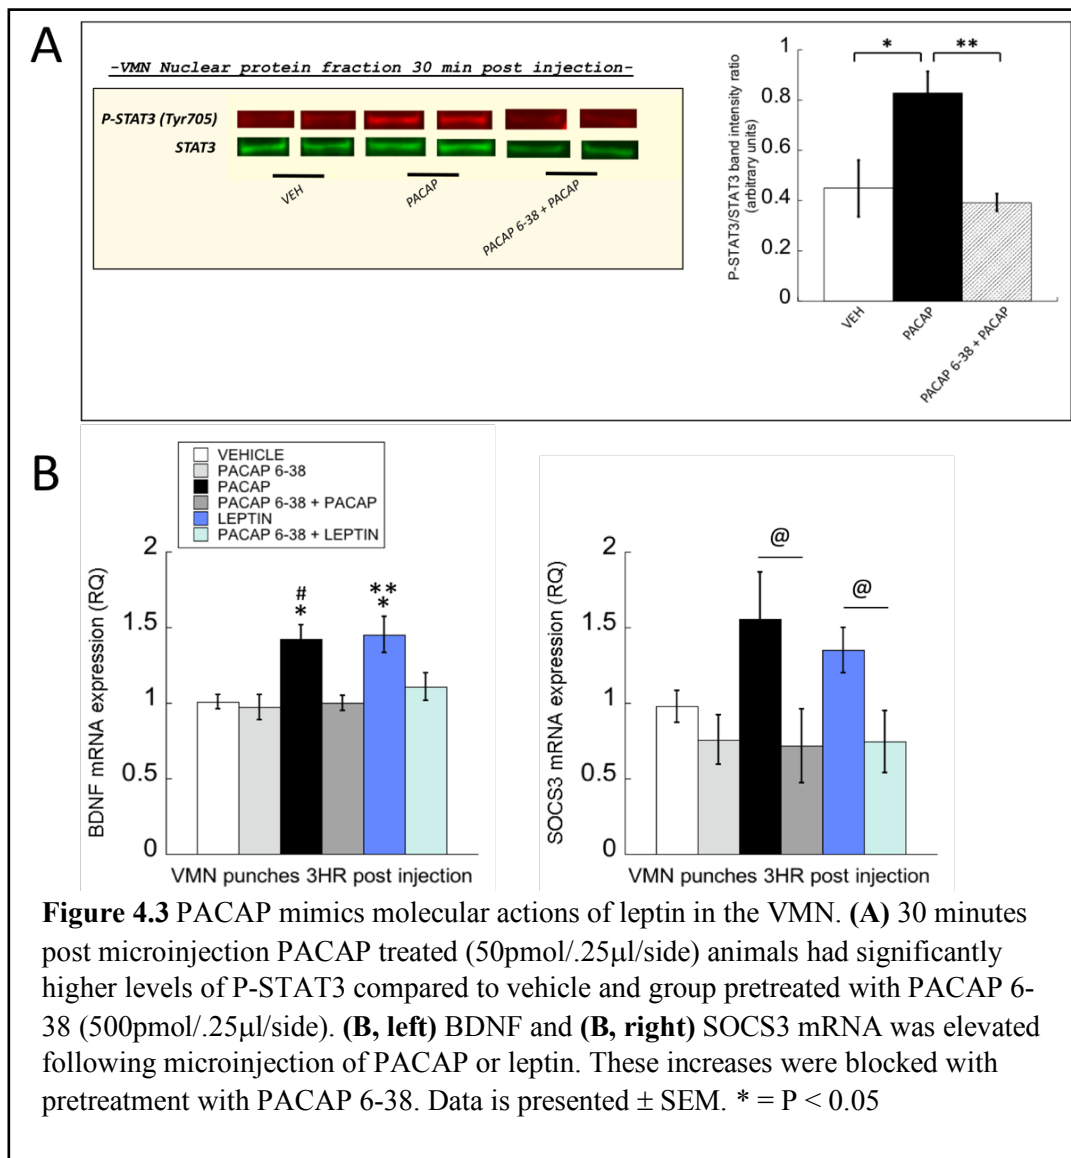 A
-VMN Nuclear protein fraction 30 min post injection-
P-STAT3 (Tyr705)
STAT3
VEH
PACAP
PACAP 6-38 + PACAP
P-STAT3/STAT3 band intensity ratio
(arbitrary units)
1
0.8
0.6
0.4
0.2
0
*
**
VEH
PACAP
PACAP 6-38 + PACAP
B
VEHICLE
PACAP 6-38
PACAP
PACAP 6-38 + PACAP
LEPTIN
PACAP 6-38 + LEPTIN
BDNF mRNA expression (RQ)
2
1.5
1
0.5
0
#
*
**
*
VMN punches 3HR post injection
SOCS3 mRNA expression (RQ)
2
1.5
1
0.5
0
@
@
VMN punches 3HR post injection
Figure 4.3 PACAP mimics molecular actions of leptin in the VMN. (A) 30 minutes
post microinjection PACAP treated (50pmol/.25μl/side) animals had significantly
higher levels of P-STAT3 compared to vehicle and group pretreated with PACAP 6-
38 (500pmol/.25μl/side). (B, left) BDNF and (B, right) SOCS3 mRNA was elevated
following microinjection of PACAP or leptin. These increases were blocked with
pretreatment with PACAP 6-38. Data is presented ± SEM. * = P < 0.05